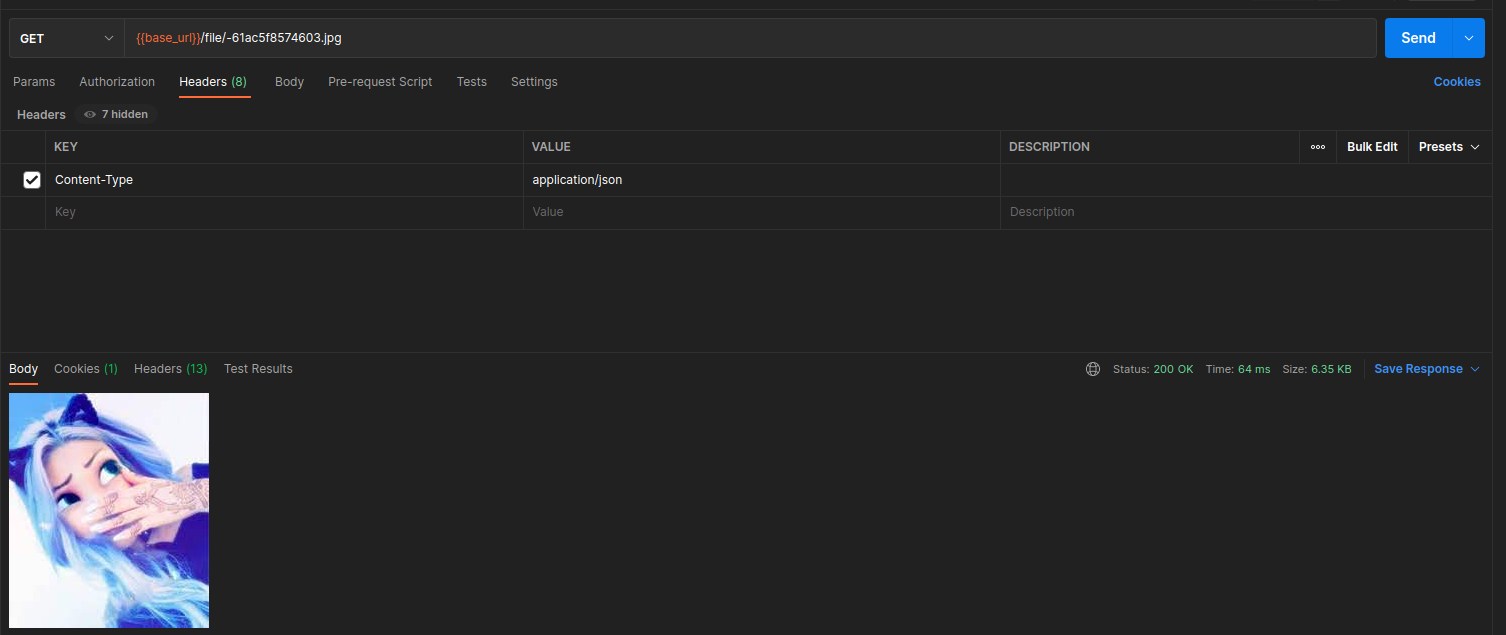 GET {{base_url}}/file/-61ac5f8574603.jpg Send
Params Authorization Headers (8) Body Pre-request Script Tests Settings Cookies
Headers 7 hidden
KEY VALUE DESCRIPTION Bulk Edit Presets
Content-Type application/json
Key Value Description
Body Cookies (1) Headers (13) Test Results Status: 200 OK Time: 64 ms Size: 6.35 KB Save Response